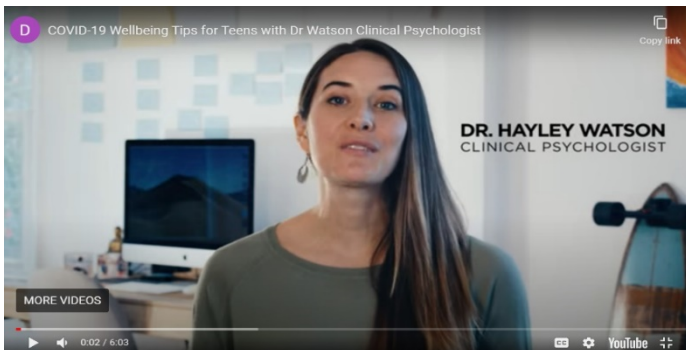 D
COVID-19 Wellbeing Tips for Teens with Dr Watson Clinical Psychologist
Copy link
DR. HAYLEY WATSON
CLINICAL PSYCHOLOGIST
MORE VIDEOS
0:02 / 6:03
CC
YouTube